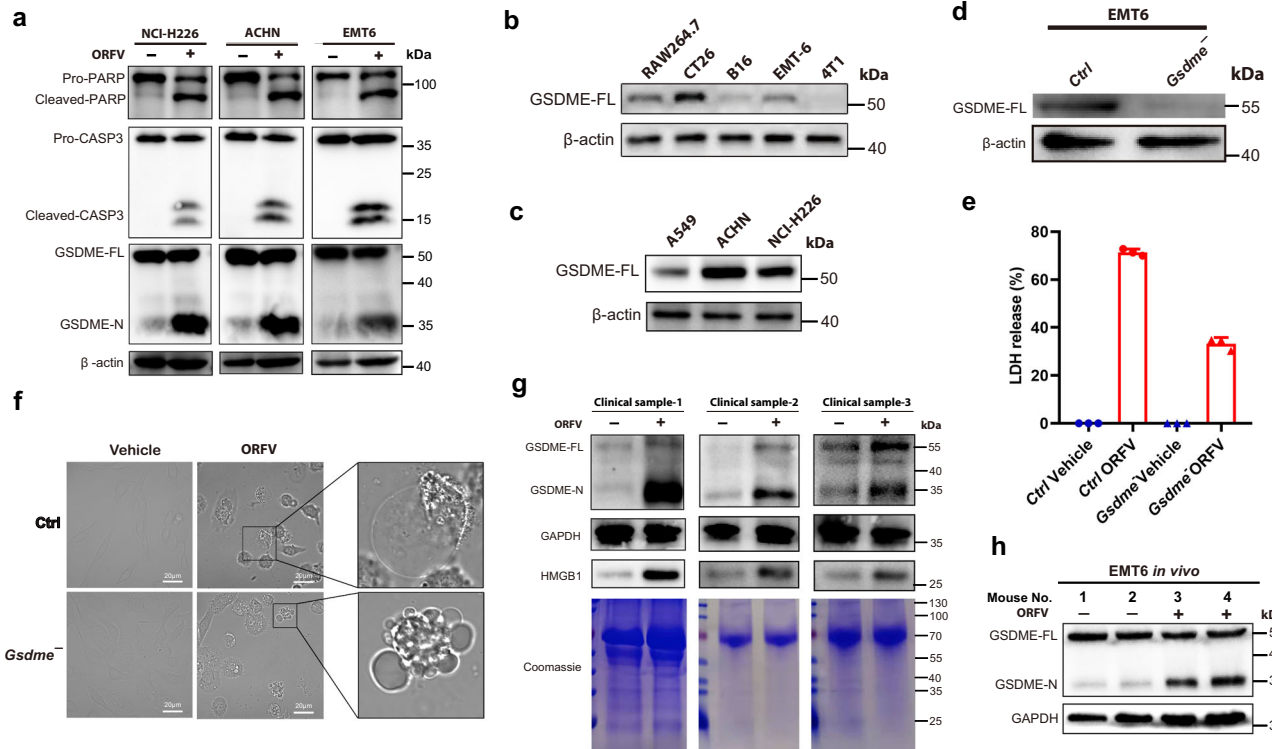 a
NCI-H226 ACHN EMT6
ORFV − + − + − + kDa
Pro-PARP 100
Cleaved-PARP
Pro-CASP3 35
25
Cleaved-CASP3 15
GSDME-FL 50
40
GSDME-N 35
β -actin 40
b
RAW264.7 CT26 B16 EMT-6 4T1 kDa
GSDME-FL 50
β-actin 40
c
A549 ACHN NCI-H226 kDa
GSDME-FL 50
β-actin 40
d
EMT6
Ctrl Gsdme−
GSDME-FL 55
β-actin 40
e
LDH release (%)
80
60
40
20
0
Ctrl Vehicle
Ctrl ORFV
Gsdme-Vehicle
Gsdme-ORFV
f
Vehicle ORFV
Ctrl
20μm 20μm
Gsdme−
20μm 20μm
g
Clinical sample-1 Clinical sample-2 Clinical sample-3
ORFV − + − + − + kDa
GSDME-FL 55
40
GSDME-N 35
GAPDH 35
HMGB1 25
130
100
70
Coomassie 55
40
35
25
h
EMT6 in vivo
Mouse No. 1 2 3 4
ORFV − − + +
GSDME-FL
GSDME-N
GAPDH